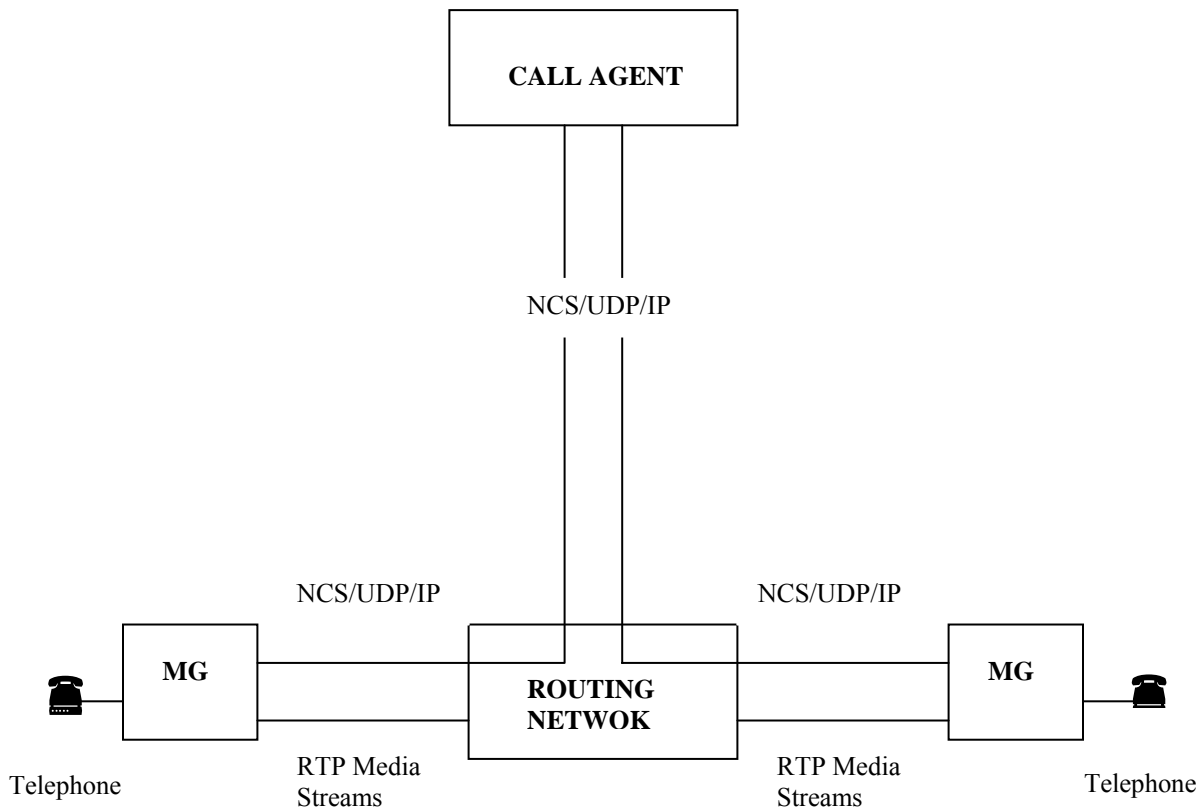 CALL AGENT
NCS/UDP/IP
NCS/UDP/IP
NCS/UDP/IP
MG
ROUTING
NETWOK
MG
Telephone
RTP Media
Streams
RTP Media
Streams
Telephone